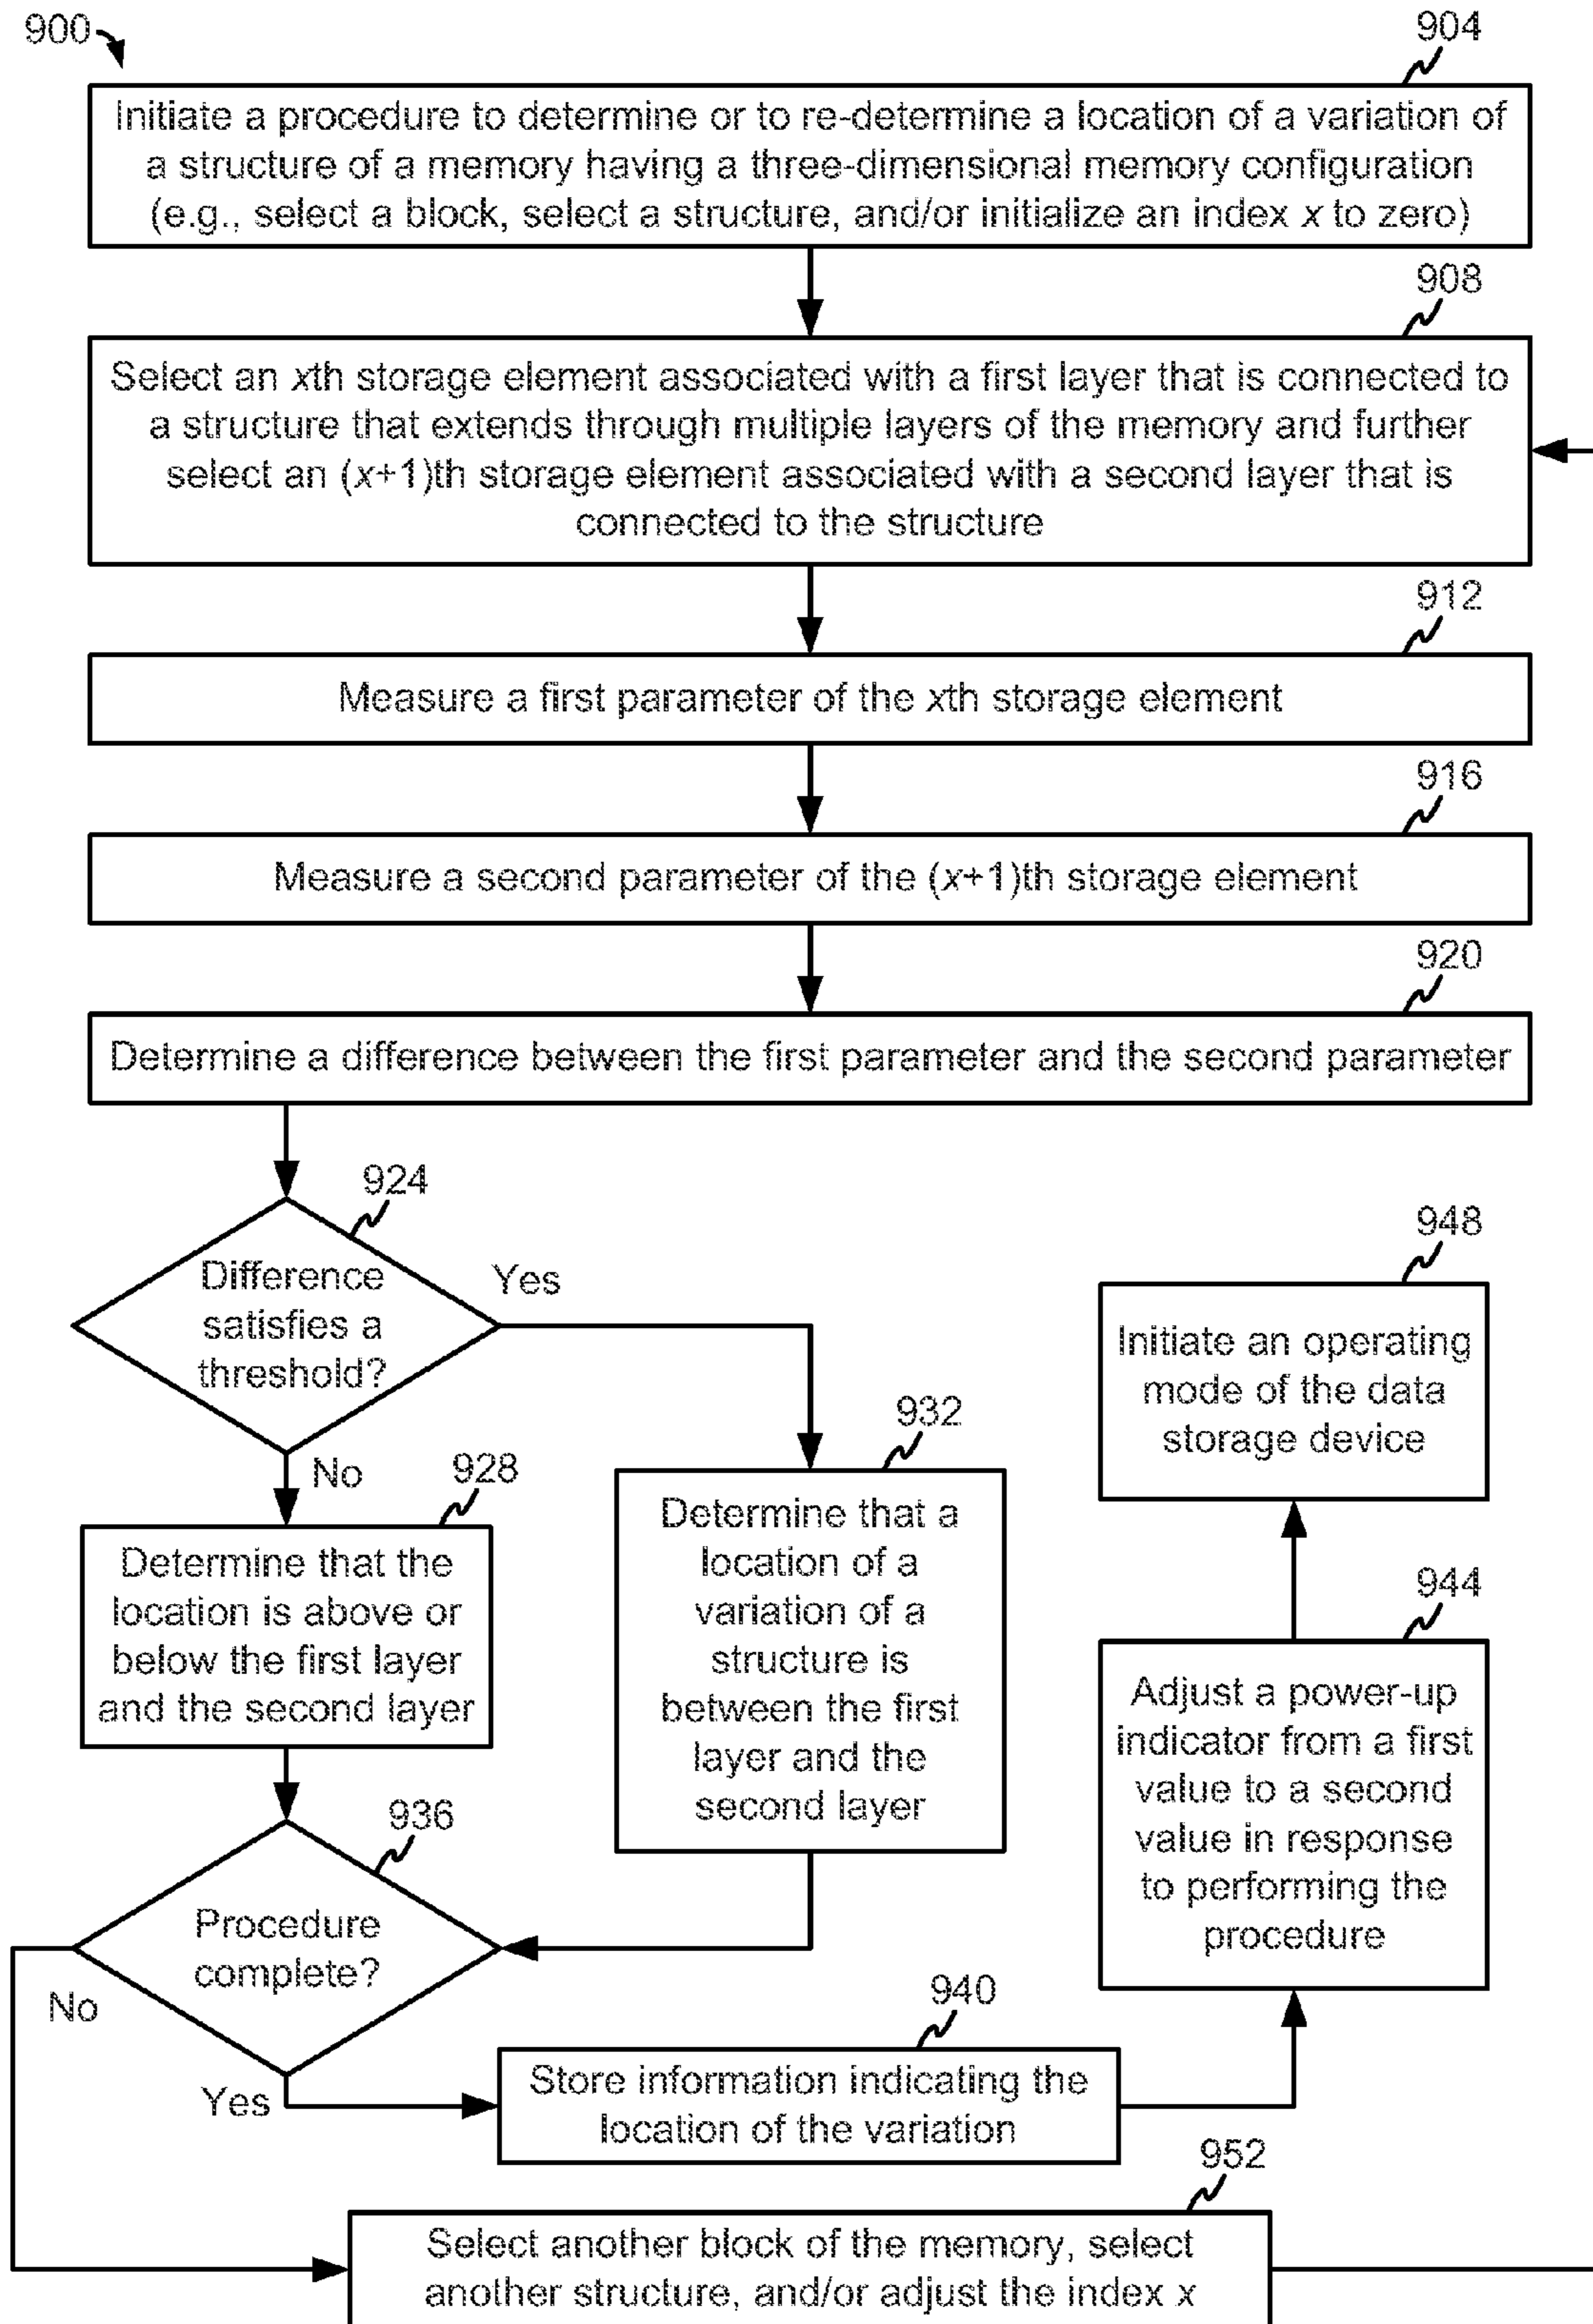 900
904
Initiate a procedure to determine or to re-determine a location of a variation of
a structure of a memory having a three-dimensional memory configuration
(e.g., select a block, select a structure, and/or initialize an index x to zero)
908
Select an xth storage element associated with a first layer that is connected to
a structure that extends through multiple layers of the memory and further
select an (x+1)th storage element associated with a second layer that is
connected to the structure
912
Measure a first parameter of the xth storage element
916
Measure a second parameter of the (x+1)th storage element
920
Determine a difference between the first parameter and the second parameter
924
Difference
satisfies a
threshold?
Yes
No
928
Determine that the
location is above or
below the first layer
and the second layer
932
Determine that a
location of a
variation of a
structure is
between the first
layer and the
second layer
936
Procedure
complete?
No
Yes
940
Store information indicating the
location of the variation
944
Adjust a power-up
indicator from a first
value to a second
value in response
to performing the
procedure
948
Initiate an operating
mode of the data
storage device
952
Select another block of the memory, select
another structure, and/or adjust the index x